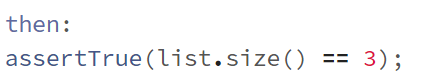 then:
assertTrue(list.size() == 3);